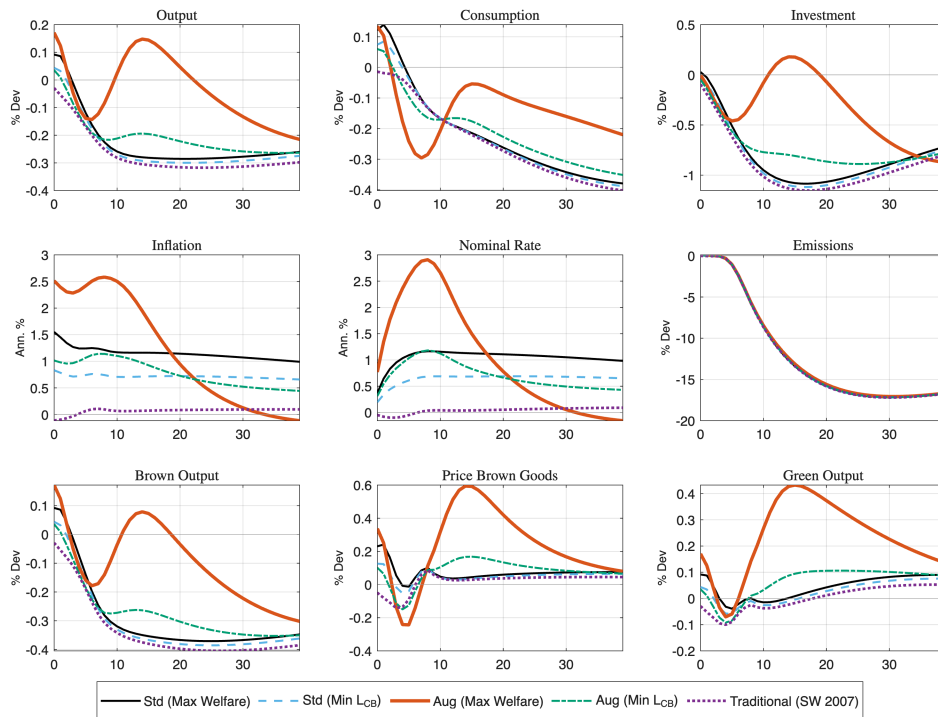 Output
Consumption
Investment
% Dev
0.2
0.1
0
-0.1
-0.2
-0.3
-0.4
0 10 20 30
0.1
0
-0.1
-0.2
-0.3
-0.4
0 10 20 30
0.5
0
-0.5
-1
0 10 20 30
Inflation
Nominal Rate
Emissions
Ann. %
3
2.5
2
1.5
1
0.5
0
0 10 20 30
Ann. %
3
2.5
2
1.5
1
0.5
0
0 10 20 30
% Dev
0
-5
-10
-15
-20
0 10 20 30
Brown Output
Price Brown Goods
Green Output
% Dev
0.1
0
-0.1
-0.2
-0.3
-0.4
0 10 20 30
% Dev
0.6
0.4
0.2
0
-0.2
-0.4
0 10 20 30
% Dev
0.4
0.3
0.2
0.1
0
-0.1
-0.2
0 10 20 30
Std (Max Welfare) Std (Min LCB) Aug (Max Welfare) Aug (Min LCB) Traditional (SW 2007)